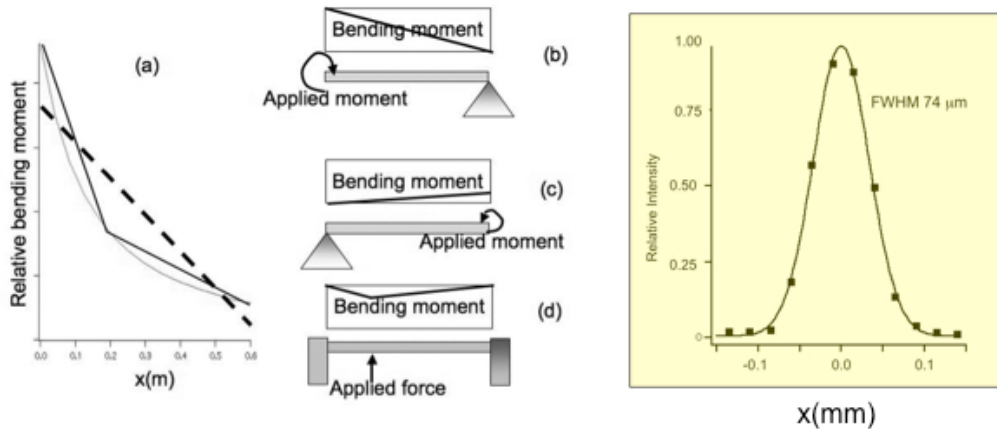 Relative bending moment
(a)
0.0 0.1 0.2 0.3 0.4 0.5 0.6
x(m)
Bending moment
(b)
Applied moment
Bending moment
(c)
Applied moment
Bending moment
(d)
Applied force
1.00
0.75
0.50
0.25
0
Relative Intensity
FWHM 74 μm
-0.1 0.0 0.1
x(mm)